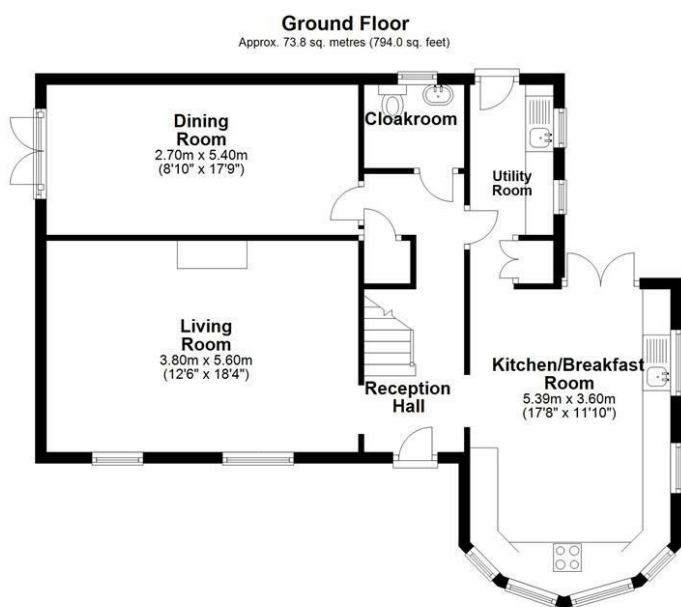 Ground Floor
Approx. 73.8 sq. metres (794.0 sq. feet)
Dining
Room
2.70m x 5.40m
(8'10" x 17'9")
Cloakroom
Utility
Room
Living
Room
3.80m x 5.60m
(12'6" x 18'4")
Reception
Hall
Kitchen/Breakfast
Room
5.39m x 3.60m
(17'8" x 11'10")